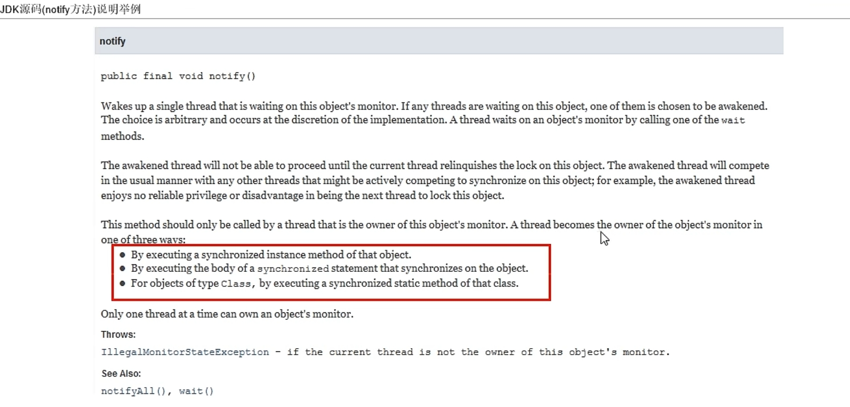 JDK源码(notify方法)说明举例
notify
public final void notify()
Wakes up a single thread that is waiting on this object's monitor. If any threads are waiting on this object, one of them is chosen to be awakened.
The choice is arbitrary and occurs at the discretion of the implementation. A thread waits on an object's monitor by calling one of the wait
methods.
The awakened thread will not be able to proceed until the current thread relinquishes the lock on this object. The awakened thread will compete
in the usual manner with any other threads that might be actively competing to synchronize on this object; for example, the awakened thread
enjoys no reliable privilege or disadvantage in being the next thread to lock this object.
This method should only be called by a thread that is the owner of this object's monitor. A thread becomes the owner of the object's monitor in
one of three ways:
● By executing a synchronized instance method of that object.
● By executing the body of a synchronized statement that synchronizes on the object.
● For objects of type Class, by executing a synchronized static method of that class.
Only one thread at a time can own an object's monitor.
Throws:
IllegalMonitorStateException - if the current thread is not the owner of this object's monitor.
See Also:
notifyAll(), wait()